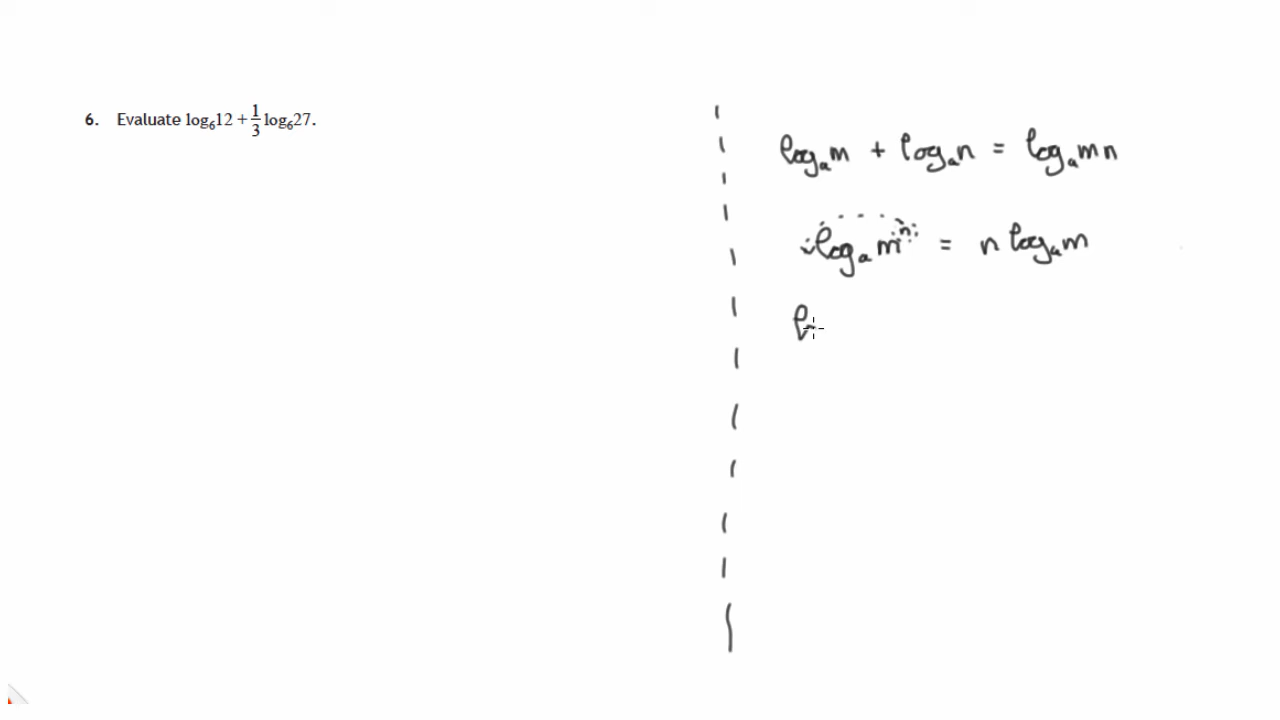 6. Evaluate log₆12 + 1/3 log₆27.
logₐm + logₐn = logₐmn
logₐmⁿ = n logₐm